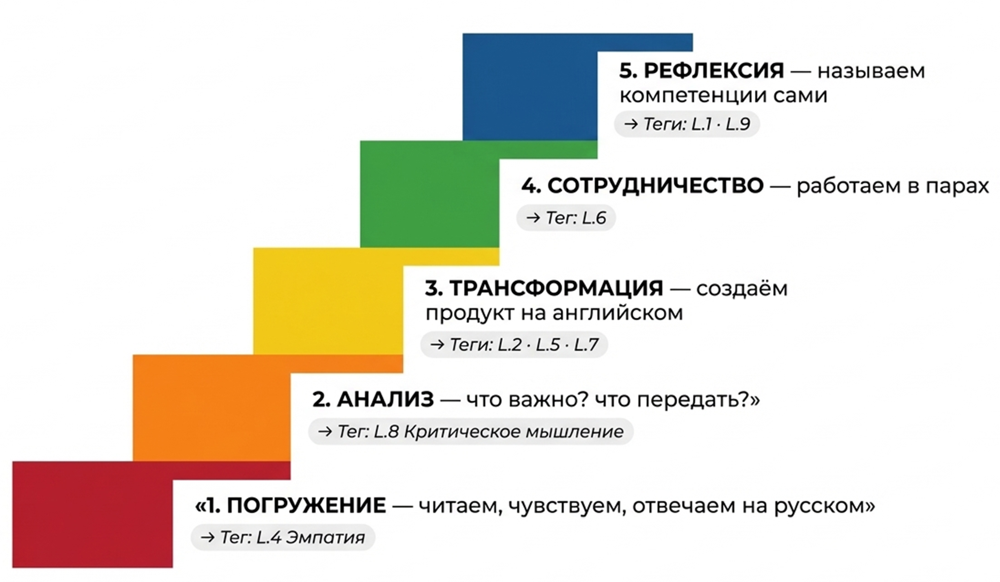 5. РЕФЛЕКСИЯ — называем
компетенции сами
→ Теги: L.1 · L.9
4. СОТРУДНИЧЕСТВО — работаем в парах
→ Тег: L.6
3. ТРАНСФОРМАЦИЯ — создаём
продукт на английском
→ Теги: L.2 · L.5 · L.7
2. АНАЛИЗ — что важно? что передать?»
→ Тег: L.8 Критическое мышление
«1. ПОГРУЖЕНИЕ — читаем, чувствуем, отвечаем на русском»
→ Тег: L.4 Эмпатия